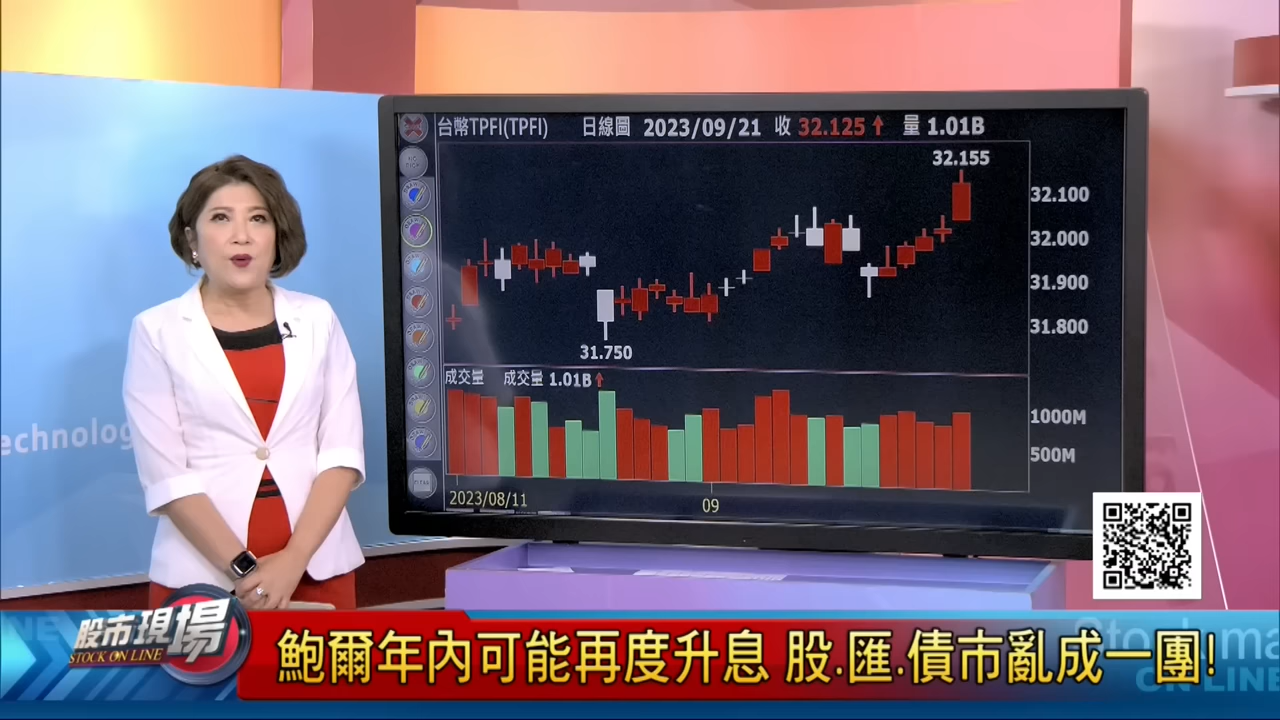 台幣TPFI(TPFI) 日線圖 2023/09/21 收 32.125↑ 量 1.01B
32.155
32.100
32.000
31.900
31.800
31.750
成交量 成交量 1.01B↑
1000M
500M
2023/08/11
09
echnolog
股市現場
STOCK ON LINE
鮑爾年內可能再度升息 股.匯.債市亂成一團!
ON LINE